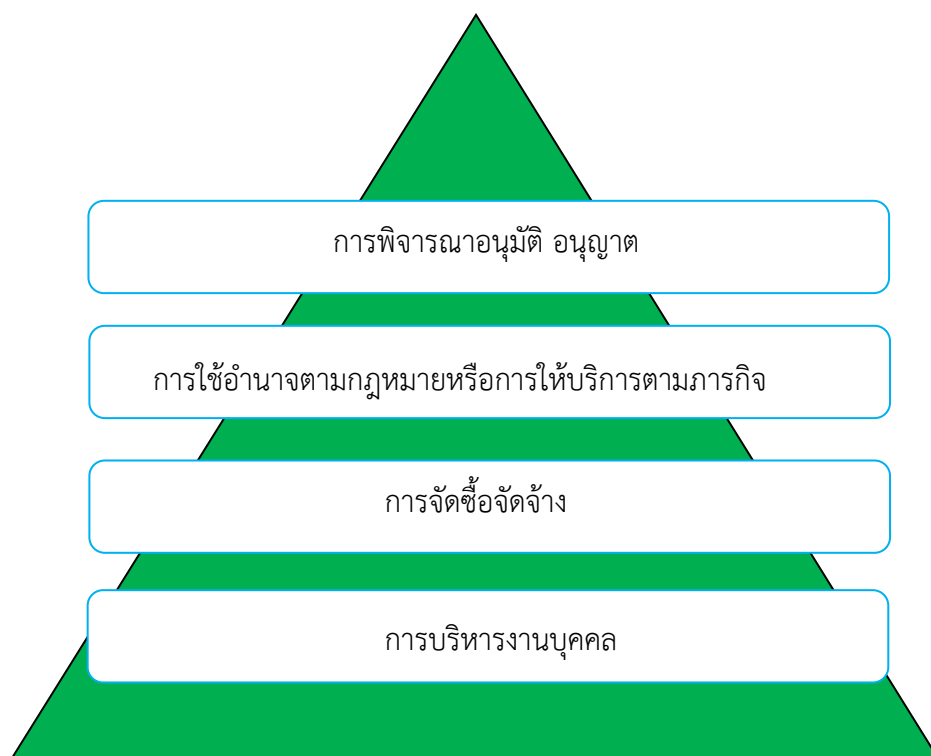 การพิจารณาอนุมัติ อนุญาต
การใช้อำนาจตามกฎหมายหรือการให้บริการตามภารกิจ
การจัดซื้อจัดจ้าง
การบริหารงานบุคคล